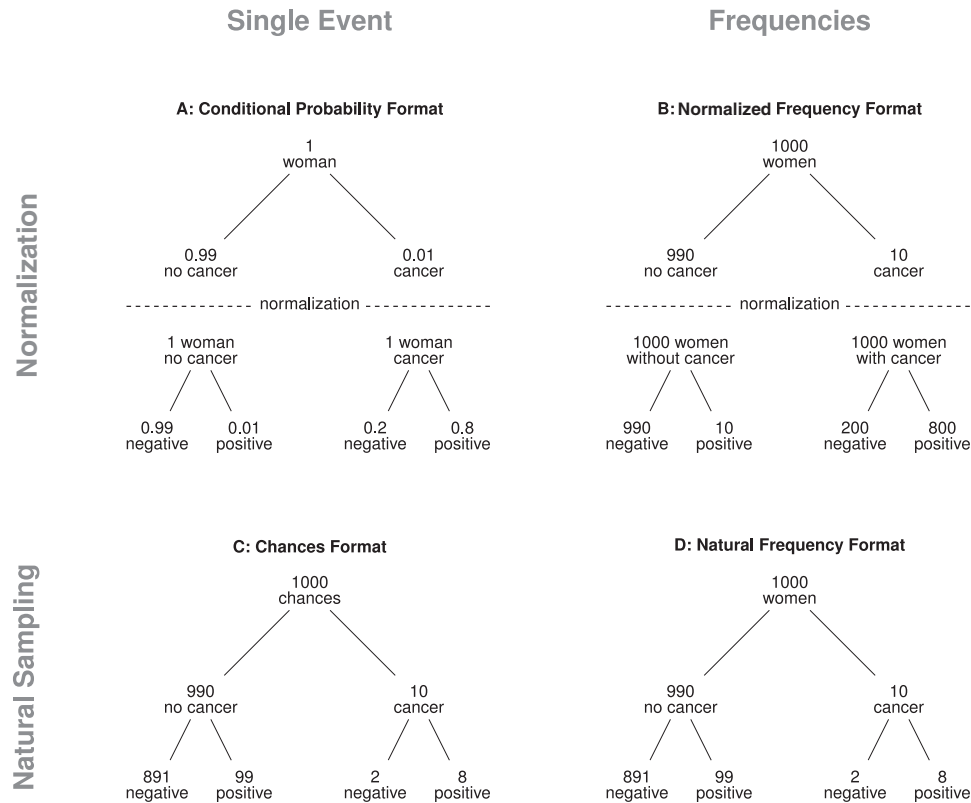 Single Event
Frequencies
Normalization
A: Conditional Probability Format
1
woman
0.99
no cancer
0.01
cancer
normalization
1 woman
no cancer
1 woman
cancer
0.99
negative
0.01
positive
0.2
negative
0.8
positive
B: Normalized Frequency Format
1000
women
990
no cancer
10
cancer
normalization
1000 women
without cancer
1000 women
with cancer
990
negative
10
positive
200
negative
800
positive
Natural Sampling
C: Chances Format
1000
chances
990
no cancer
10
cancer
891
negative
99
positive
2
negative
8
positive
D: Natural Frequency Format
1000
women
990
no cancer
10
cancer
891
negative
99
positive
2
negative
8
positive